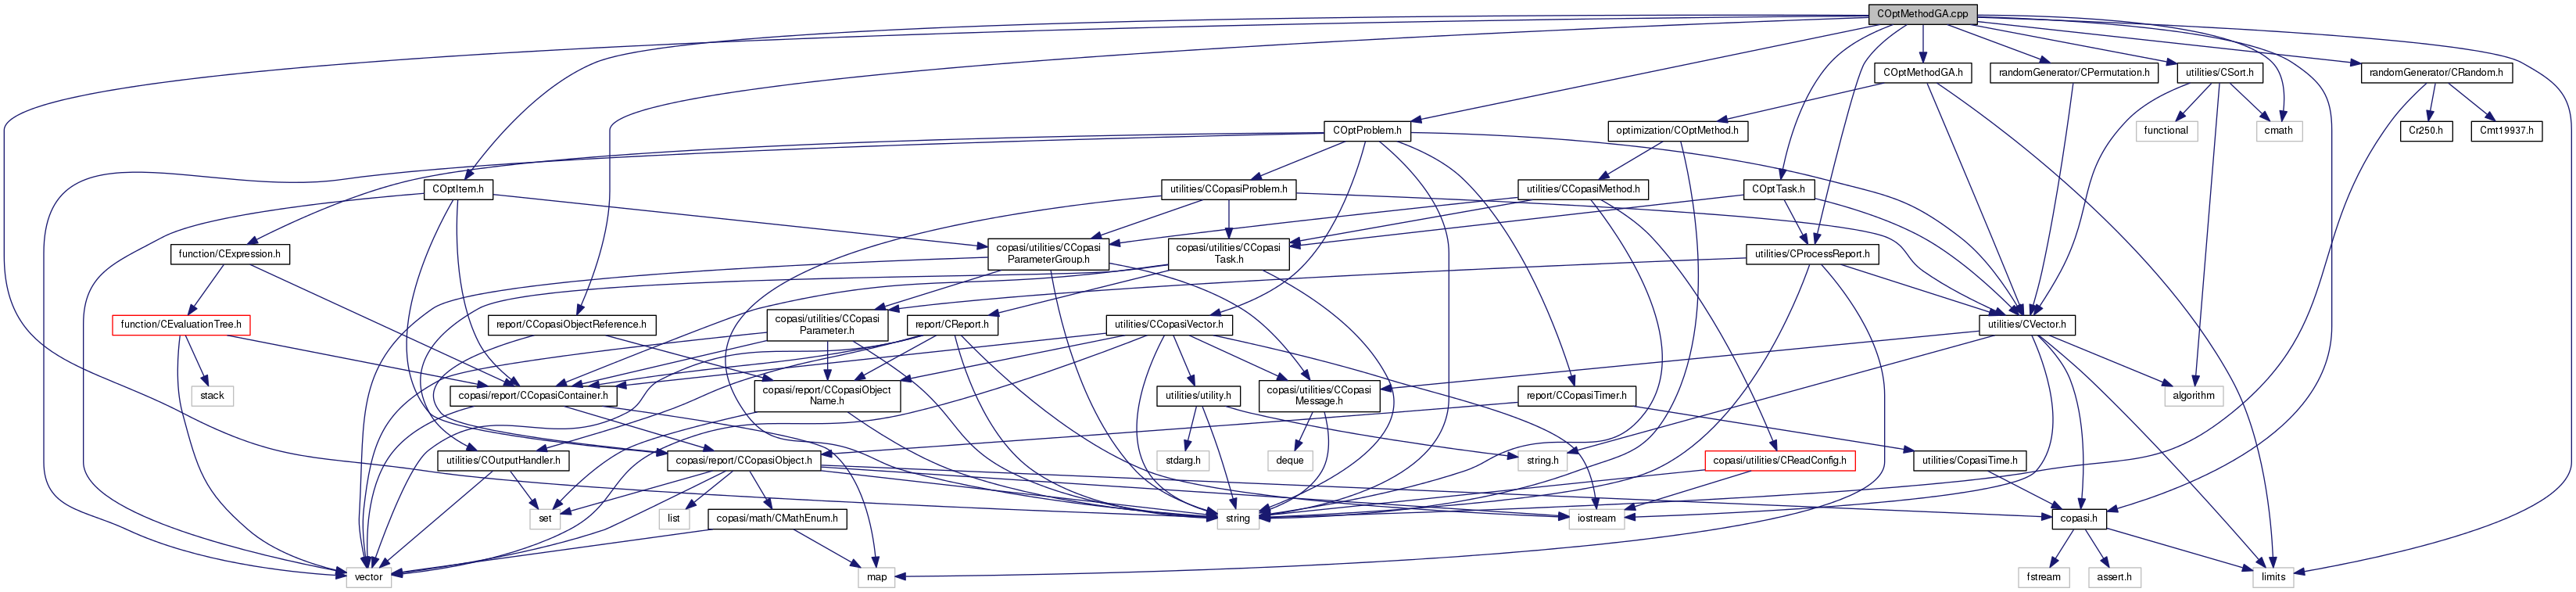 COptMethodGA.cpp
COptMethodGA.h
randomGenerator/CPermutation.h
utilities/CSort.h
randomGenerator/CRandom.h
COptProblem.h
optimization/COptMethod.h
functional
cmath
Cr250.h
Cmt19937.h
COptItem.h
utilities/CCopasiProblem.h
utilities/CCopasiMethod.h
COptTask.h
function/CExpression.h
copasi/utilities/CCopasi
ParameterGroup.h
copasi/utilities/CCopasi
Task.h
utilities/CProcessReport.h
function/CEvaluationTree.h
report/CCopasiObjectReference.h
copasi/utilities/CCopasi
Parameter.h
report/CReport.h
utilities/CCopasiVector.h
utilities/CVector.h
stack
copasi/report/CCopasiContainer.h
copasi/report/CCopasiObject
Name.h
utilities/utility.h
copasi/utilities/CCopasi
Message.h
report/CCopasiTimer.h
algorithm
utilities/COutputHandler.h
copasi/report/CCopasiObject.h
stdarg.h
deque
string.h
copasi/utilities/CReadConfig.h
utilities/CopasiTime.h
set
list
copasi/math/CMathEnum.h
string
iostream
copasi.h
vector
map
fstream
assert.h
limits